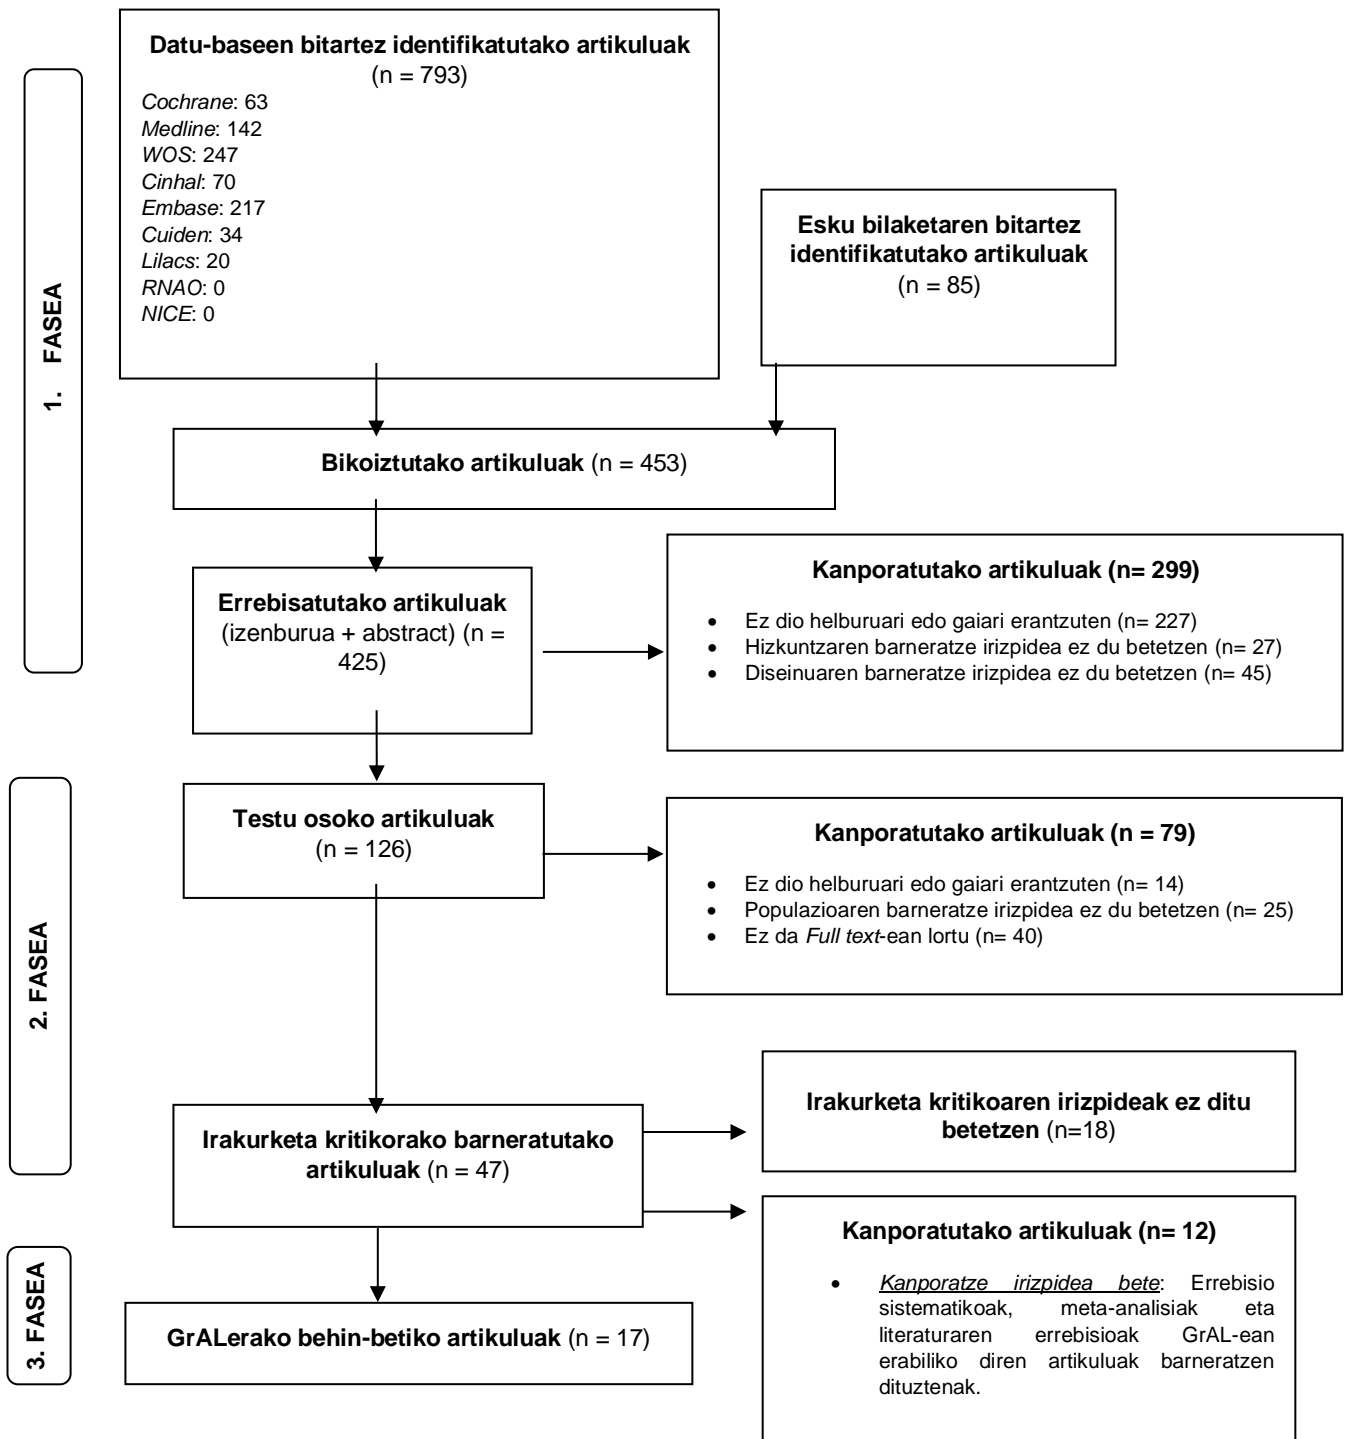 Datu-baseen bitartez identifikatutako artikuluak
(n = 793)
Cochrane: 63
Medline: 142
WOS: 247
Cinhal: 70
Embase: 217
Cuiden: 34
Lilacs: 20
RNAO: 0
NICE: 0
Esku bilaketaren bitartez
identifikatutako artikuluak
(n = 85)
1. FASEA
Bikoiztutako artikuluak (n = 453)
Errebisatutako artikuluak
(izenburua + abstract) (n =
425)
Kanporatutako artikuluak (n= 299)
• Ez dio helburuari edo gaiari erantzuten (n= 227)
• Hizkuntzaren barneratze irizpidea ez du betetzen (n= 27)
• Diseinuaren barneratze irizpidea ez du betetzen (n= 45)
2. FASEA
Testu osoko artikuluak
(n = 126)
Kanporatutako artikuluak (n = 79)
• Ez dio helburuari edo gaiari erantzuten (n= 14)
• Populazioaren barneratze irizpidea ez du betetzen (n= 25)
• Ez da Full text-ean lortu (n= 40)
Irakurketa kritikorako barneratutako
artikuluak (n = 47)
Irakurketa kritikoaren irizpideak ez ditu
betetzen (n=18)
Kanporatutako artikuluak (n= 12)
• Kanporatze irizpidea bete: Errebisio
sistematikoak, meta-analisiak eta
literaturaren errebisioak GrAL-ean
erabiliko diren artikuluak barneratzen
dituztenak.
3. FASEA
GrALerako behin-betiko artikuluak (n = 17)